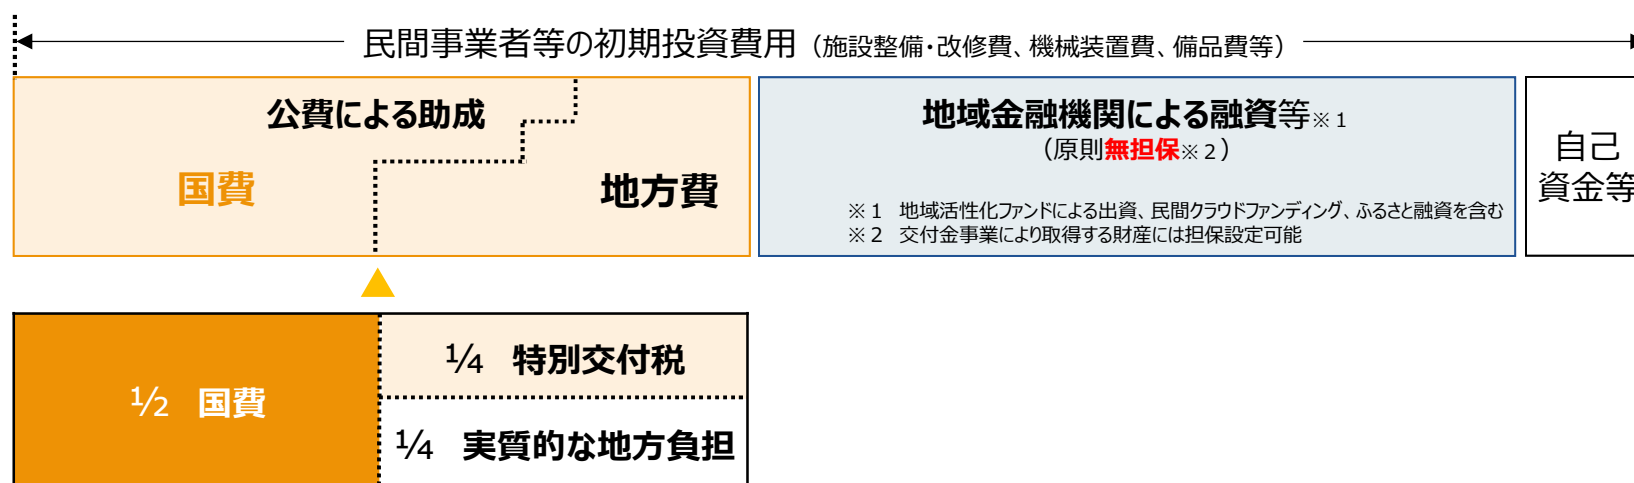 民間事業者等の初期投資費用（施設整備・改修費、機械装置費、備品費等）
公費による助成
国費
地方費
地域金融機関による融資等※１
（原則無担保※２）
※１　地域活性化ファンドによる出資、民間クラウドファンディング、ふるさと融資を含む
※２　交付金事業により取得する財産には担保設定可能
自己
資金等
½　国費
¼　特別交付税
¼　実質的な地方負担